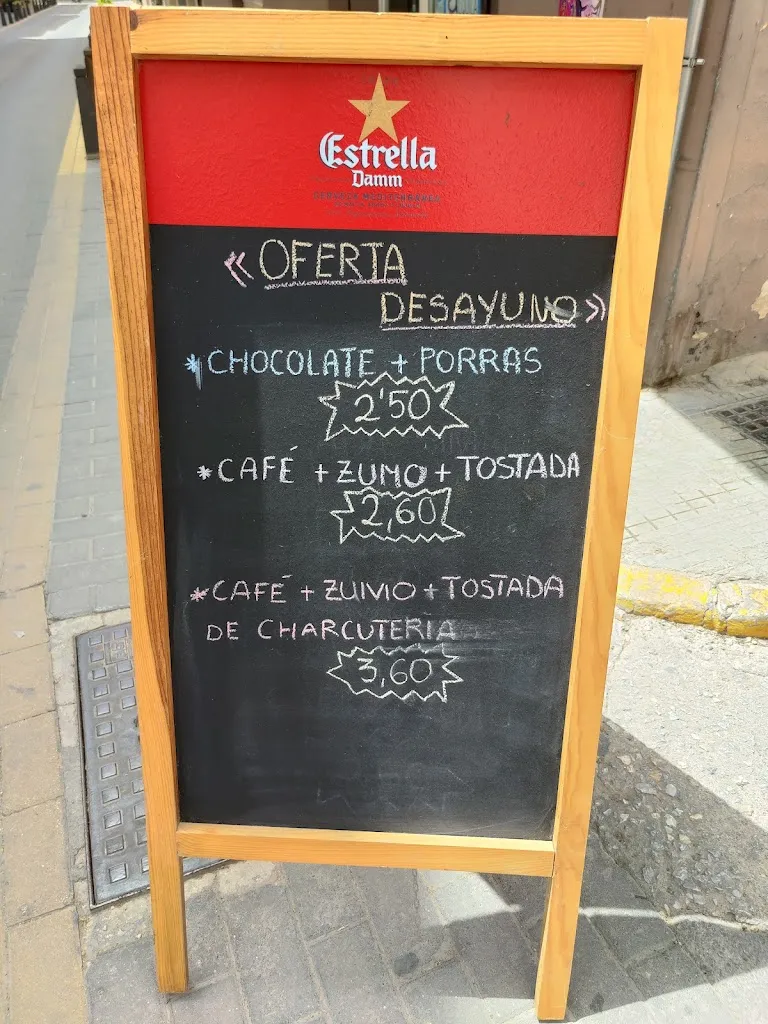 Estrella
Damm
« OFERTA
DESAYUNO »
* CHOCOLATE + PORRAS
2'50
* CAFÉ + ZUMO + TOSTADA
2,60
* CAFÉ + ZUMO + TOSTADA
DE CHARCUTERIA
3,60